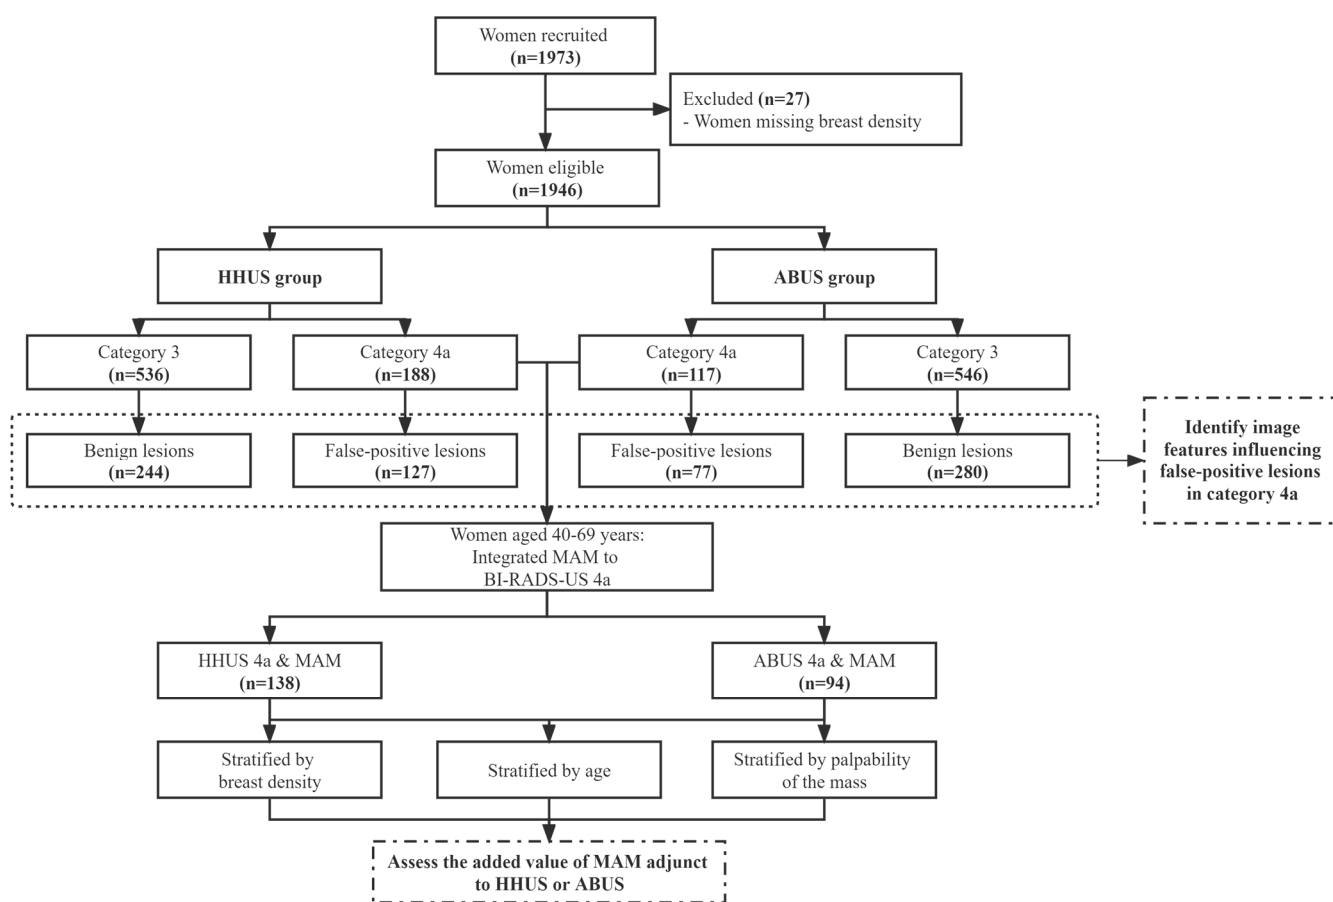 Women recruited
(n=1973)
Excluded (n=27)
- Women missing breast density
Women eligible
(n=1946)
HHUS group
ABUS group
Category 3
(n=536)
Category 4a
(n=188)
Category 4a
(n=117)
Category 3
(n=546)
Benign lesions
(n=244)
False-positive lesions
(n=127)
False-positive lesions
(n=77)
Benign lesions
(n=280)
Identify image
features influencing
false-positive lesions
in category 4a
Women aged 40-69 years:
Integrated MAM to
BI-RADS-US 4a
HHUS 4a & MAM
(n=138)
ABUS 4a & MAM
(n=94)
Stratified by
breast density
Stratified by age
Stratified by palpability
of the mass
Assess the added value of MAM adjunct
to HHUS or ABUS